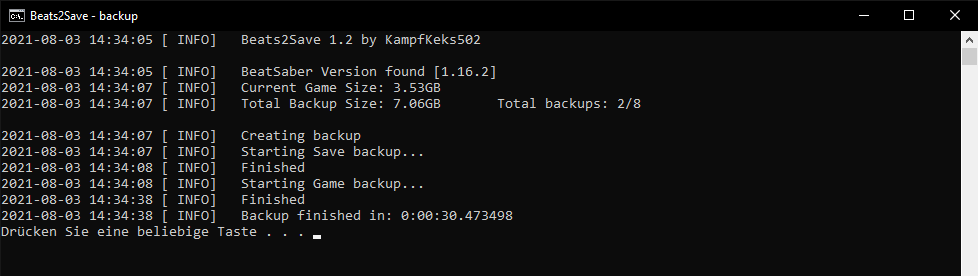 Beats2Save - backup
2021-08-03 14:34:05 [ INFO]   Beats2Save 1.2 by KampfKeks502
2021-08-03 14:34:05 [ INFO]   BeatSaber Version found [1.16.2]
2021-08-03 14:34:07 [ INFO]   Current Game Size: 3.53GB
2021-08-03 14:34:07 [ INFO]   Total Backup Size: 7.06GB       Total backups: 2/8
2021-08-03 14:34:07 [ INFO]   Creating backup
2021-08-03 14:34:07 [ INFO]   Starting Save backup...
2021-08-03 14:34:08 [ INFO]   Finished
2021-08-03 14:34:08 [ INFO]   Starting Game backup...
2021-08-03 14:34:38 [ INFO]   Finished
2021-08-03 14:34:38 [ INFO]   Backup finished in: 0:00:30.473498
Drücken Sie eine beliebige Taste . . .